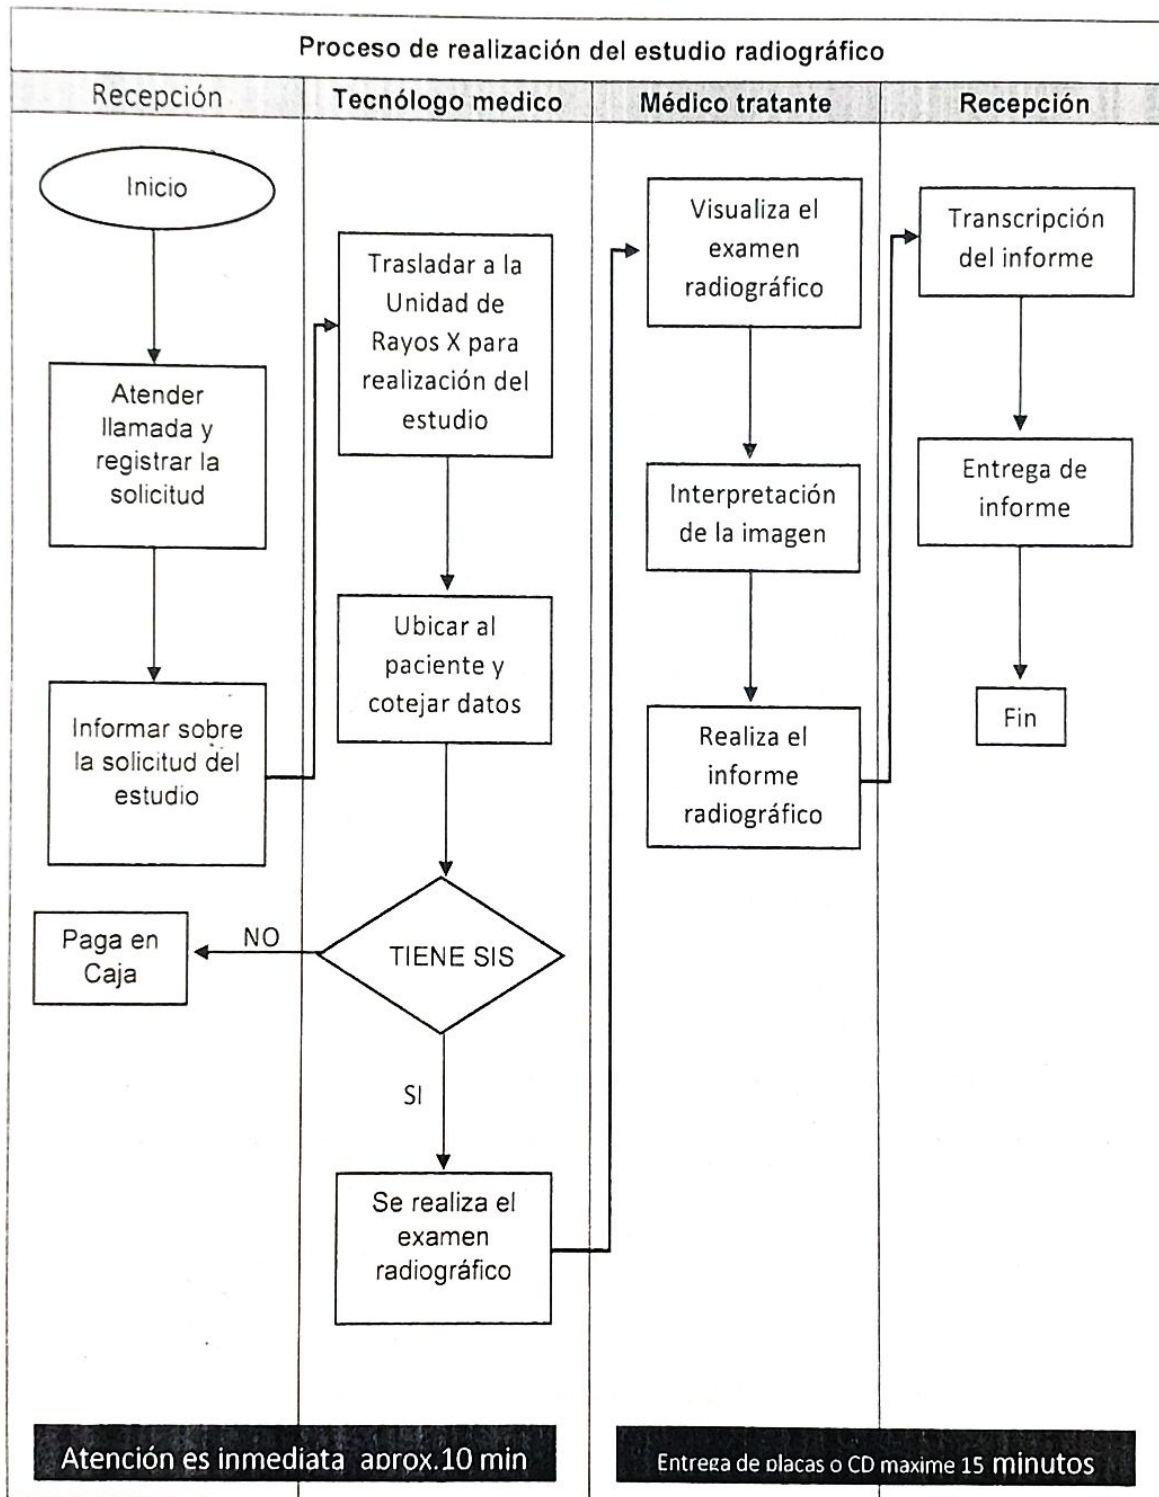 Proceso de realización del estudio radiográfico
Recepción
Tecnólogo medico
Médico tratante
Recepción
Inicio
Atender
llamada y
registrar la
solicitud
Informar sobre
la solicitud del
estudio
Paga en
Caja
NO
Trasladar a la
Unidad de
Rayos X para
realización del
estudio
Ubicar al
paciente y
cotejar datos
TIENE SIS
SI
Se realiza el
examen
radiográfico
Visualiza el
examen
radiográfico
Interpretación
de la imagen
Realiza el
informe
radiográfico
Transcripción
del informe
Entrega de
informe
Fin
Atención es inmediata aprox.10 min
Entrega de placas o CD maxime 15 minutos